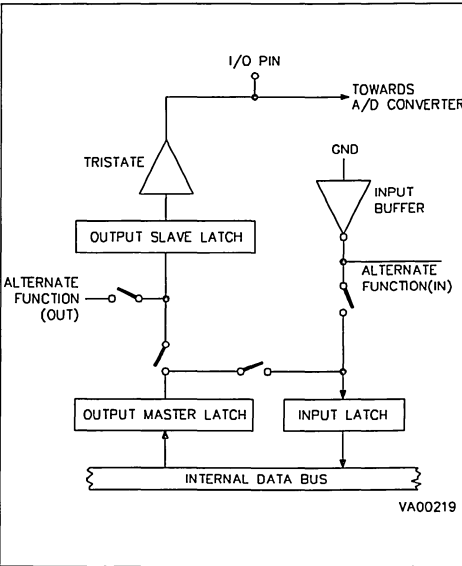 I/O PIN
TOWARDS
A/D CONVERTER
TRISTATE
GND
INPUT
BUFFER
OUTPUT SLAVE LATCH
ALTERNATE
FUNCTION
(OUT)
ALTERNATE
FUNCTION(IN)
OUTPUT MASTER LATCH
INPUT LATCH
INTERNAL DATA BUS
VA00219